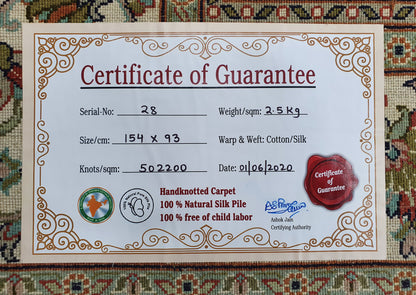 Certificate of Guarantee
Serial-No: 28 Weight/sqm: 2.5 Kg
Size/cm: 154 x 93 Warp & Weft: Cotton/Silk
Knots/sqm: 502200 Date: 01/06/2020
Handknotted Carpet
100 % Natural Silk Pile
100 % free of child labor
Certificate of
Guarantee
Ashok Jain
Certifying Authority